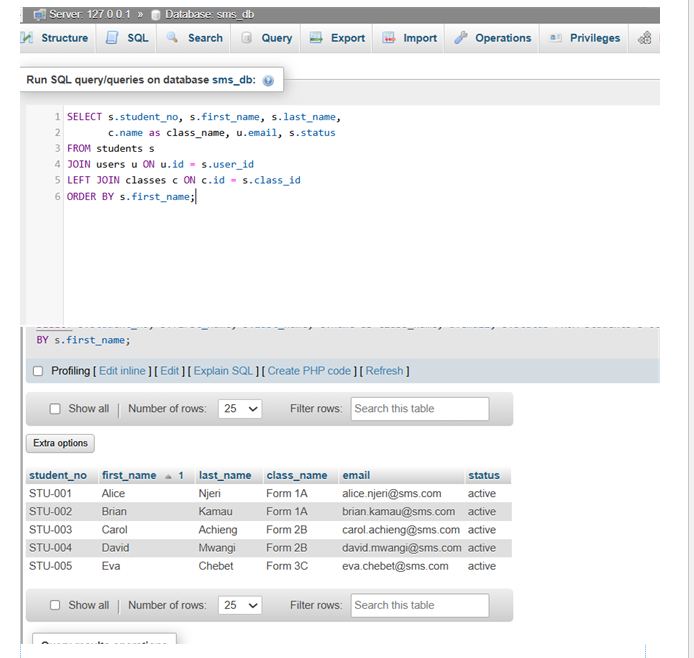 Server: 127.0.0.1 » Database: sms_db
Structure SQL Search Query Export Import Operations Privileges
Run SQL query/queries on database sms_db:
1 SELECT s.student_no, s.first_name, s.last_name,
2 c.name as class_name, u.email, s.status
3 FROM students s
4 JOIN users u ON u.id = s.user_id
5 LEFT JOIN classes c ON c.id = s.class_id
6 ORDER BY s.first_name;
BY s.first_name;
Profiling [ Edit inline ] [ Edit ] [ Explain SQL ] [ Create PHP code ] [ Refresh ]
Show all | Number of rows: 25 Filter rows: Search this table
Extra options
student_no first_name 1 last_name class_name email status
STU-001 Alice Njeri Form 1A alice.njeri@sms.com active
STU-002 Brian Kamau Form 1A brian.kamau@sms.com active
STU-003 Carol Achieng Form 2B carol.achieng@sms.com active
STU-004 David Mwangi Form 2B david.mwangi@sms.com active
STU-005 Eva Chebet Form 3C eva.chebet@sms.com active
Show all | Number of rows: 25 Filter rows: Search this table
Query results operations